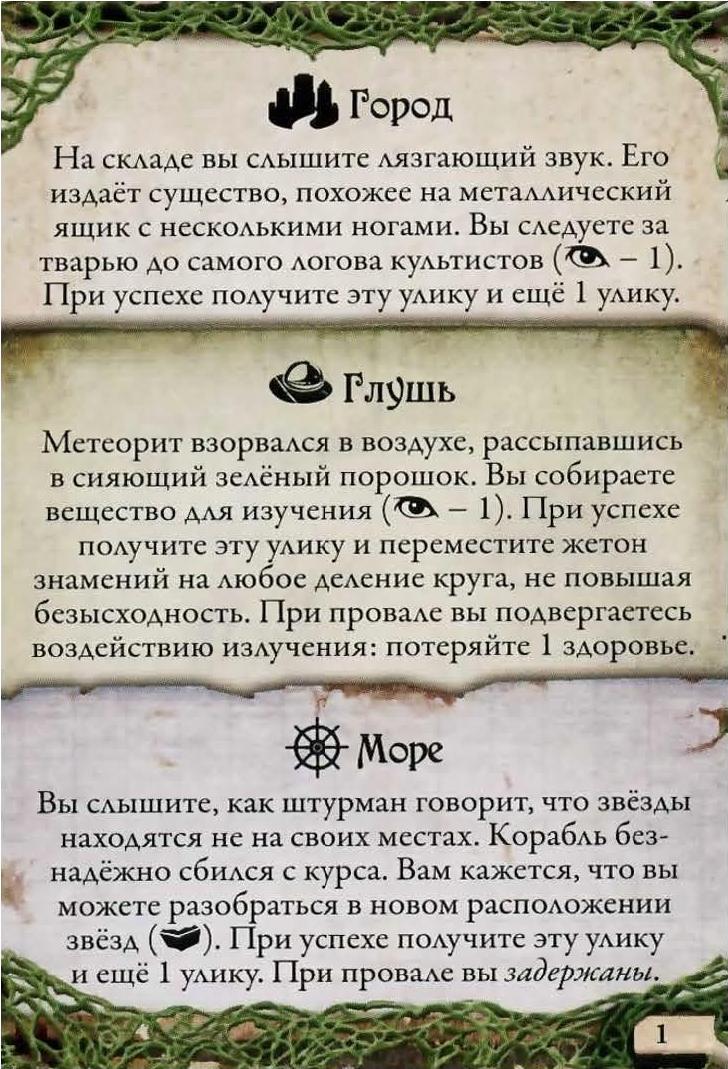 Город
На складе вы слышите лязгающий звук. Его
издаёт существо, похожее на металлический
ящик с несколькими ногами. Вы следуете за
тварью до самого логова культистов ( – 1).
При успехе получите эту улику и ещё 1 улику.
Глушь
Метеорит взорвался в воздухе, рассыпавшись
в сияющий зелёный порошок. Вы собираете
вещество для изучения ( – 1). При успехе
получите эту улику и переместите жетон
знамений на любое деление круга, не повышая
безысходность. При провале вы подвергаетесь
воздействию излучения: потеряйте 1 здоровье.
Море
Вы слышите, как штурман говорит, что звёзды
находятся не на своих местах. Корабль без-
надёжно сбился с курса. Вам кажется, что вы
можете разобраться в новом расположении
звёзд (). При успехе получите эту улику
и ещё 1 улику. При провале вы задержаны.
1